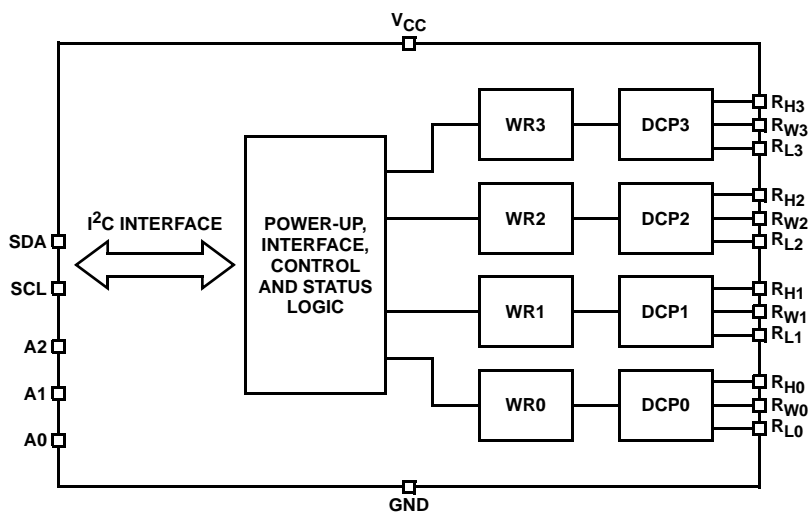 VCC
WR3
DCP3
RH3
RW3
RL3
I2C INTERFACE
SDA
SCL
A2
A1
A0
POWER-UP,
INTERFACE,
CONTROL
AND STATUS
LOGIC
WR2
DCP2
RH2
RW2
RL2
WR1
DCP1
RH1
RW1
RL1
WR0
DCP0
RH0
RW0
RL0
GND